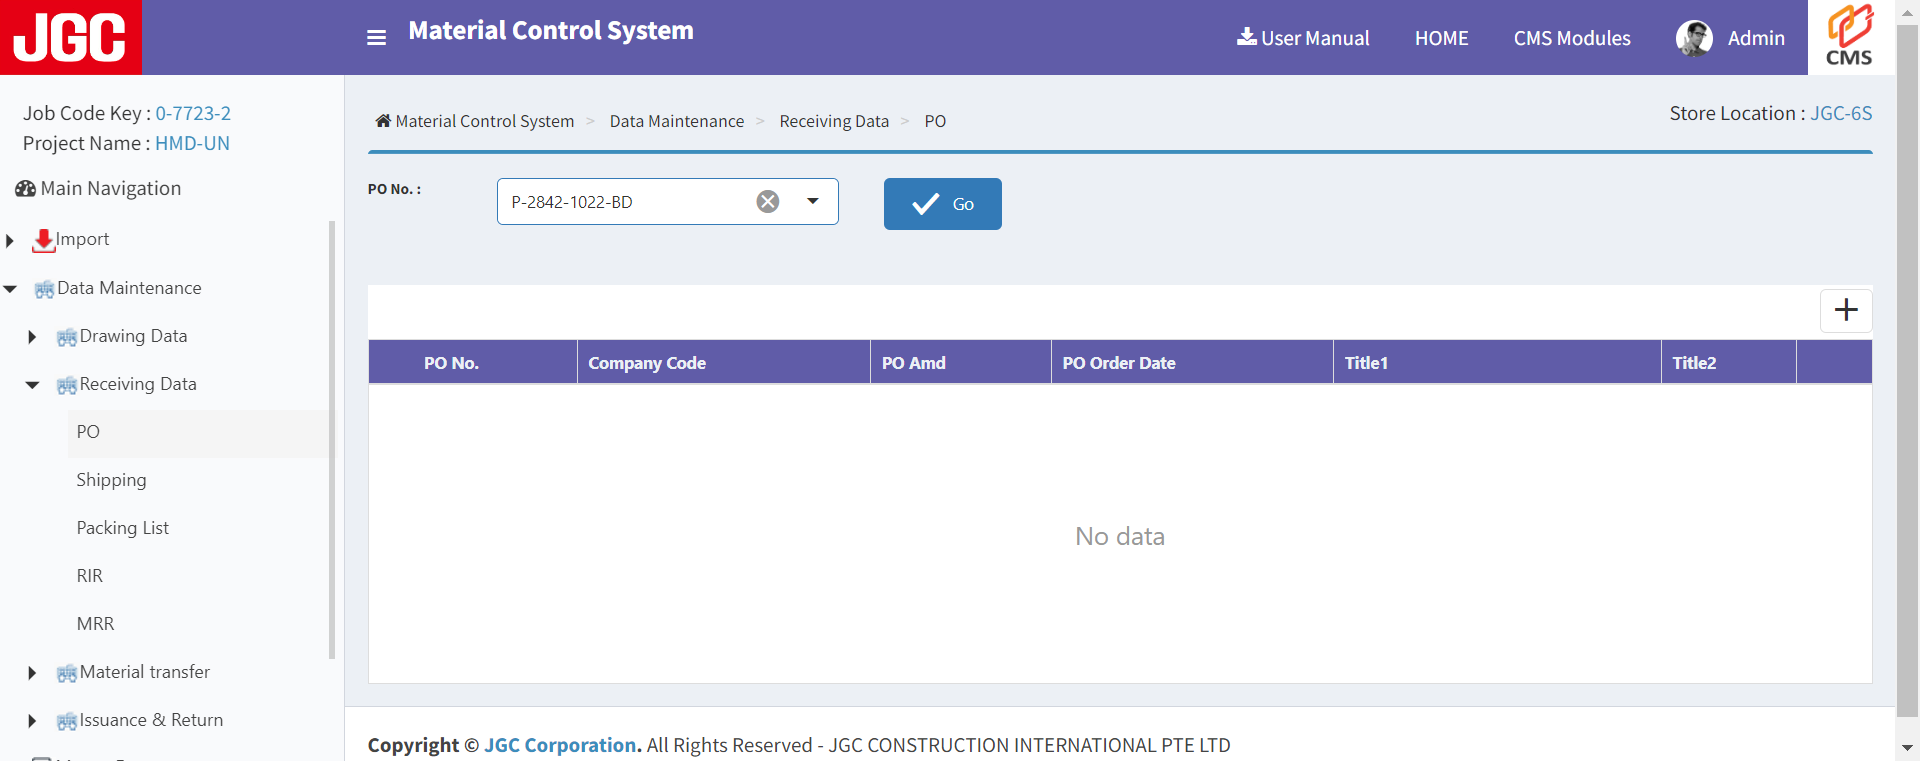 JGC
Material Control System
User Manual
HOME
CMS Modules
Admin
CMS
Job Code Key : 0-7723-2
Project Name : HMD-UN
Main Navigation
Import
Data Maintenance
Drawing Data
Receiving Data
PO
Shipping
Packing List
RIR
MRR
Material transfer
Issuance & Return
Material Control System > Data Maintenance > Receiving Data > PO
Store Location : JGC-6S
PO No. :
P-2842-1022-BD
Go
PO No. Company Code PO Amd PO Order Date Title1 Title2
No data
Copyright © JGC Corporation. All Rights Reserved - JGC CONSTRUCTION INTERNATIONAL PTE LTD